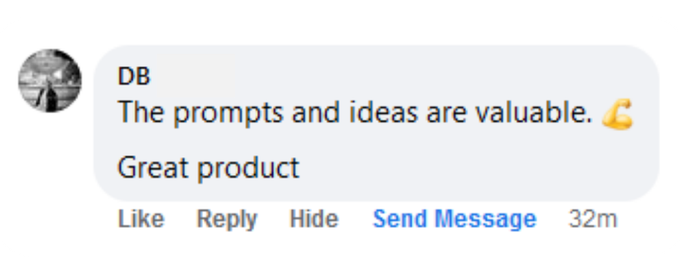 DB
The prompts and ideas are valuable. 💪
Great product
Like Reply Hide Send Message 32m